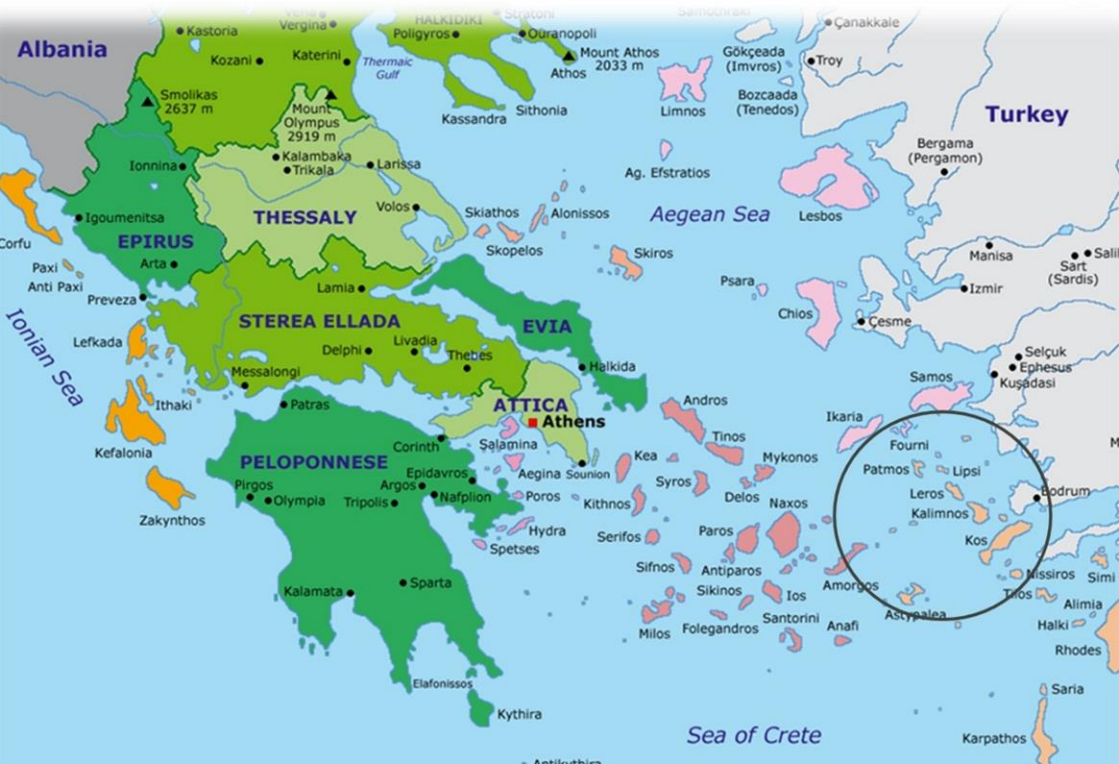 Stratoni
Vergina
HALKIDIKI
Samothraki
Çanakkale
Kastoria
Poligyros
Ouranopoli
Albania
Kozani
Katerini
Thermaic
Gulf
Mount Athos
2033 m
Athos
Gökçeada
(Imvros)
Troy
Smolikas
2637 m
Mount
Olympus
2919 m
Kassandra
Sithonia
Limnos
Bozcaada
(Tenedos)
Turkey
Ionnina
Kalambaka
Trikala
Larissa
Ag. Efstratios
Bergama
(Pergamon)
Igoumenitsa
THESSALY
Volos
Skiathos
Alonissos
Aegean Sea
Lesbos
Corfu
EPIRUS
Arta
Skopelos
Skiros
Manisa
Sart
(Sardis)
Paxi
Anti Paxi
Preveza
Lamia
Psara
Izmir
Ionian Sea
Lefkada
STEREA ELLADA
EVIA
Chios
Çesme
Delphi
Livadia
Thebes
Halkida
Selçuk
Ephesus
Kuşadasi
Messalongi
Samos
Ithaki
Patras
ATTICA
Athens
Andros
Ikaria
Kefalonia
Corinth
Salamina
Tinos
Fourni
PELOPONNESE
Epidavros
Aegina
Sounion
Kea
Mykonos
Patmos
Lipsi
Pirgos
Olympia
Argos
Tripolis
Nafplion
Poros
Syros
Delos
Leros
Bodrum
Zakynthos
Kithnos
Naxos
Kalimnos
Hydra
Serifos
Paros
Kos
Spetses
Sifnos
Antiparos
Amorgos
Nissiros
Simi
Kalamata
Sparta
Sikinos
Ios
Tilos
Milos
Folegandros
Santorini
Anafi
Astypalea
Alimia
Halki
Rhodes
Elafonissos
Saria
Kythira
Sea of Crete
Karpathos
Antikythira